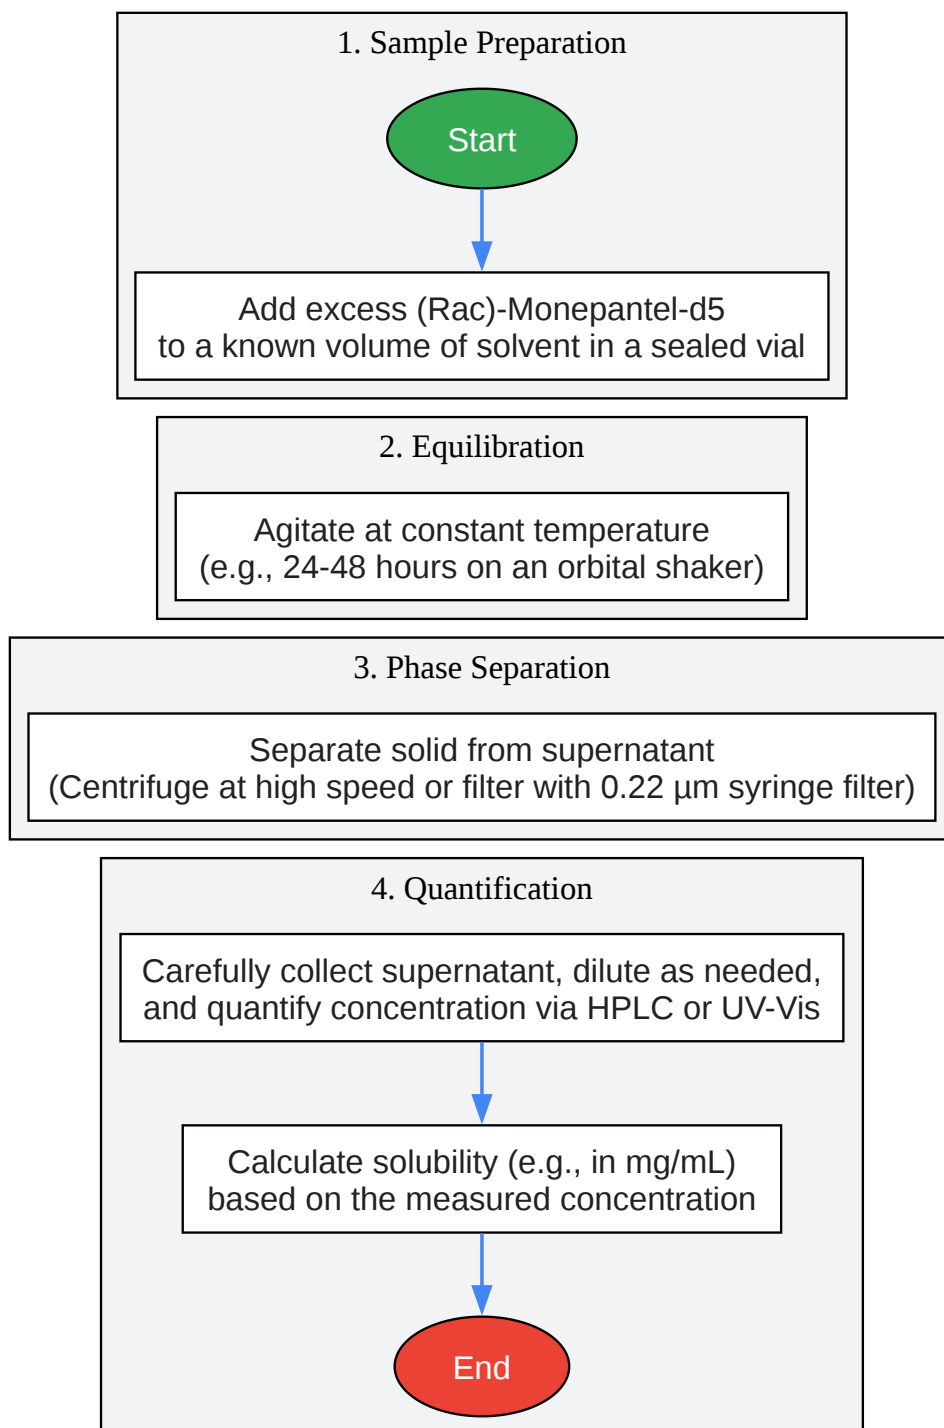 1. Sample Preparation
Start
Add excess (Rac)-Monepantel-d5
to a known volume of solvent in a sealed vial
2. Equilibration
Agitate at constant temperature
(e.g., 24-48 hours on an orbital shaker)
3. Phase Separation
Separate solid from supernatant
(Centrifuge at high speed or filter with 0.22 µm syringe filter)
4. Quantification
Carefully collect supernatant, dilute as needed,
and quantify concentration via HPLC or UV-Vis
Calculate solubility (e.g., in mg/mL)
based on the measured concentration
End